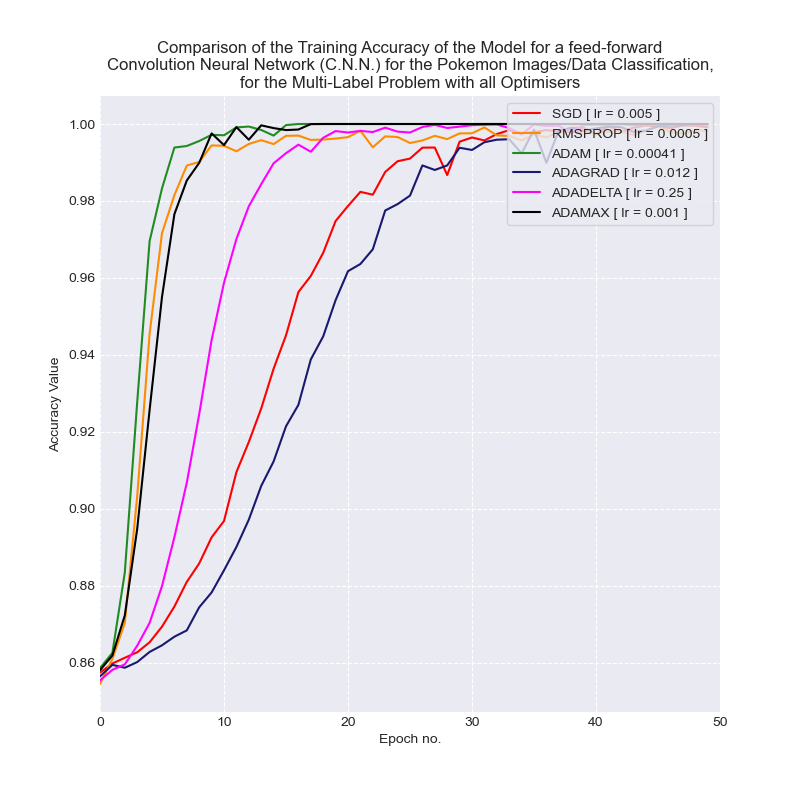 Comparison of the Training Accuracy of the Model for a feed-forward
Convolution Neural Network (C.N.N.) for the Pokemon Images/Data Classification,
for the Multi-Label Problem with all Optimisers
SGD [ lr = 0.005 ]
RMSPROP [ lr = 0.0005 ]
ADAM [ lr = 0.00041 ]
ADAGRAD [ lr = 0.012 ]
ADADELTA [ lr = 0.25 ]
ADAMAX [ lr = 0.001 ]
Accuracy Value
1.00
0.98
0.96
0.94
0.92
0.90
0.88
0.86
0 10 20 30 40 50
Epoch no.